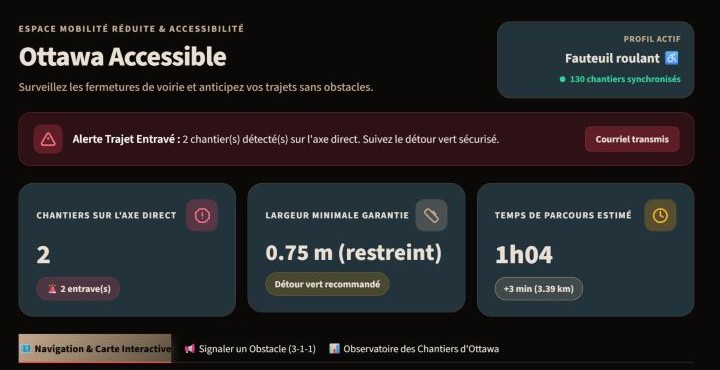 ESPACE MOBILITÉ RÉDUITE & ACCESSIBILITÉ
Ottawa Accessible
Surveillez les fermetures de voirie et anticipez vos trajets sans obstacles.
PROFIL ACTIF
Fauteuil roulant ♿
130 chantiers synchronisés
Alerte Trajet Entravé : 2 chantier(s) détecté(s) sur l'axe direct. Suivez le détour vert sécurisé.
Courriel transmis
CHANTIERS SUR L'AXE DIRECT
2
🚨 2 entrave(s)
LARGEUR MINIMALE GARANTIE
0.75 m (restreint)
Détour vert recommandé
TEMPS DE PARCOURS ESTIMÉ
1h04
+3 min (3.39 km)
🗺️ Navigation & Carte Interactive
📢 Signaler un Obstacle (3-1-1)
📊 Observatoire des Chantiers d'Ottawa